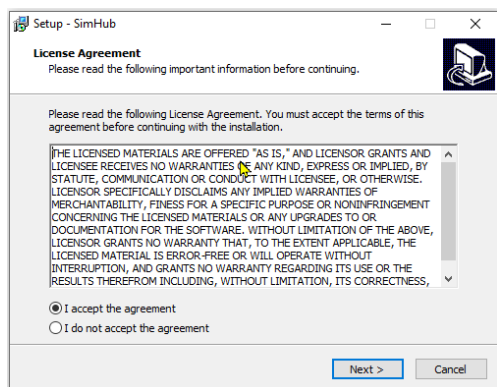 Setup - SimHub
License Agreement
Please read the following important information before continuing.
Please read the following License Agreement. You must accept the terms of this
agreement before continuing with the installation.
THE LICENSED MATERIALS ARE OFFERED "AS IS," AND LICENSOR GRANTS AND
LICENSEE RECEIVES NO WARRANTIES OF ANY KIND, EXPRESS OR IMPLIED, BY
STATUTE, COMMUNICATION OR CONDUCT WITH LICENSEE, OR OTHERWISE.
LICENSOR SPECIFICALLY DISCLAIMS ANY IMPLIED WARRANTIES OF
MERCHANTABILITY, FINESS FOR A SPECIFIC PURPOSE OR NONINFRINGEMENT
CONCERNING THE LICENSED MATERIALS OR ANY UPGRADES TO OR
DOCUMENTATION FOR THE SOFTWARE. WITHOUT LIMITATION OF THE ABOVE,
LICENSOR GRANTS NO WARRANTY THAT, TO THE EXTENT APPLICABLE, THE
LICENSED MATERIAL IS ERROR-FREE OR WILL OPERATE WITHOUT
INTERRUPTION, AND GRANTS NO WARRANTY REGARDING ITS USE OR THE
RESULTS THEREFROM INCLUDING, WITHOUT LIMITATION, ITS CORRECTNESS,
I accept the agreement
I do not accept the agreement
Next >
Cancel